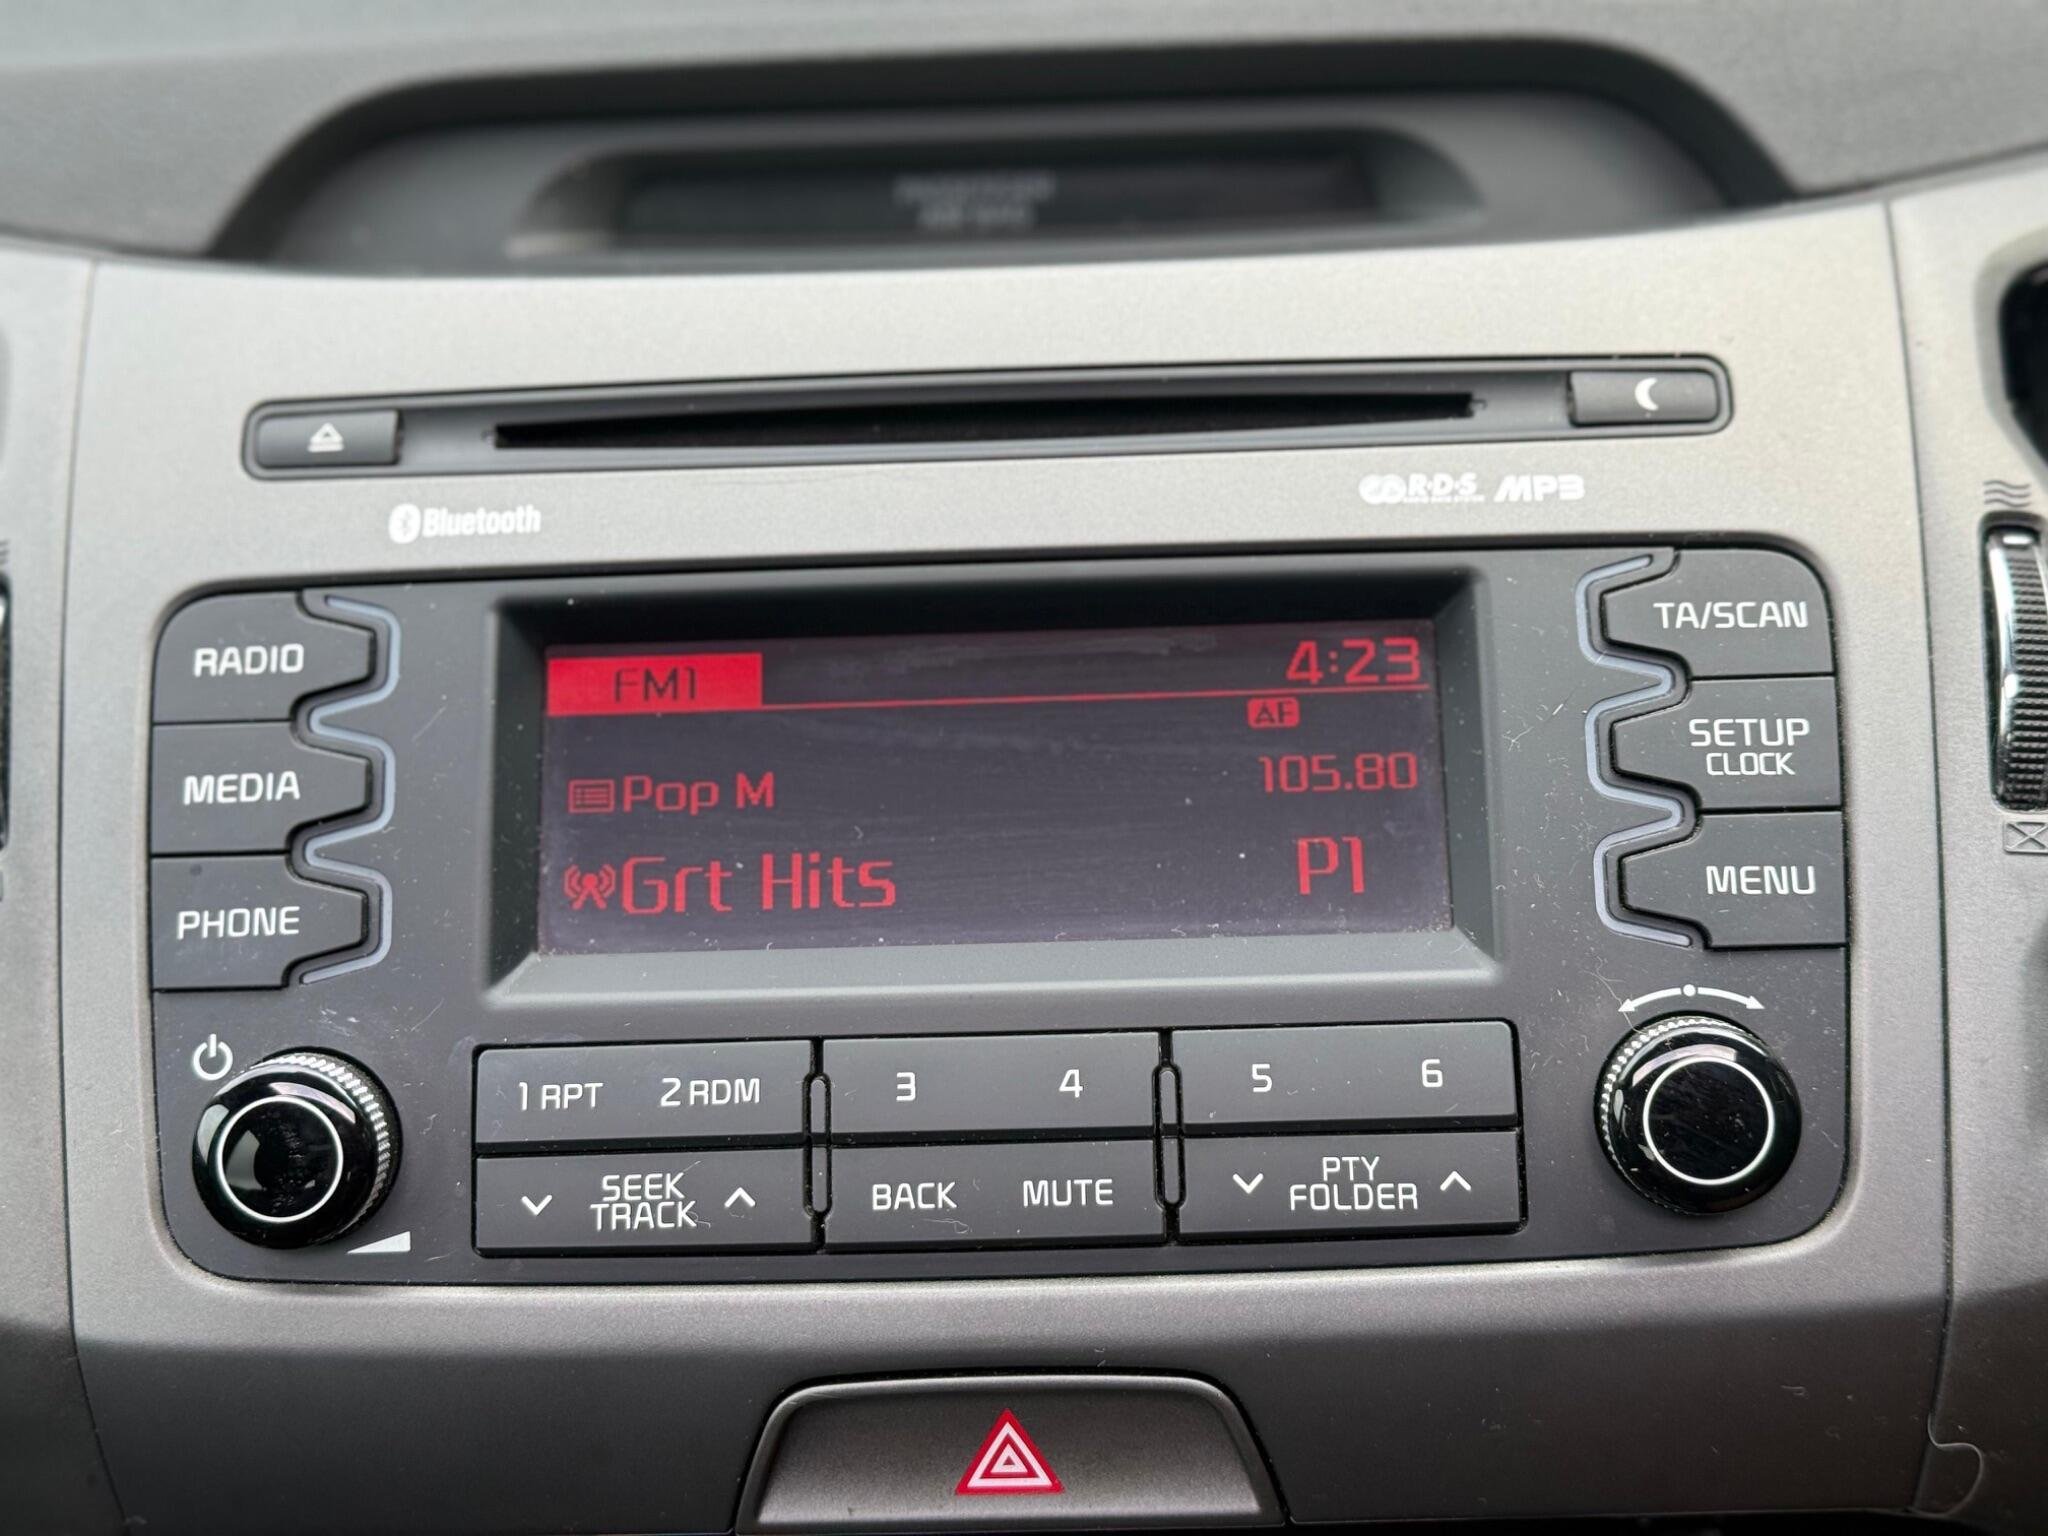 Bluetooth
R·D·S MP3
RADIO
MEDIA
PHONE
FM1
4:23
AF
Pop M
105.80
Grt Hits
P1
TA/SCAN
SETUP
CLOCK
MENU
1 RPT 2 RDM 3 4 5 6
SEEK
TRACK
BACK MUTE
PTY
FOLDER